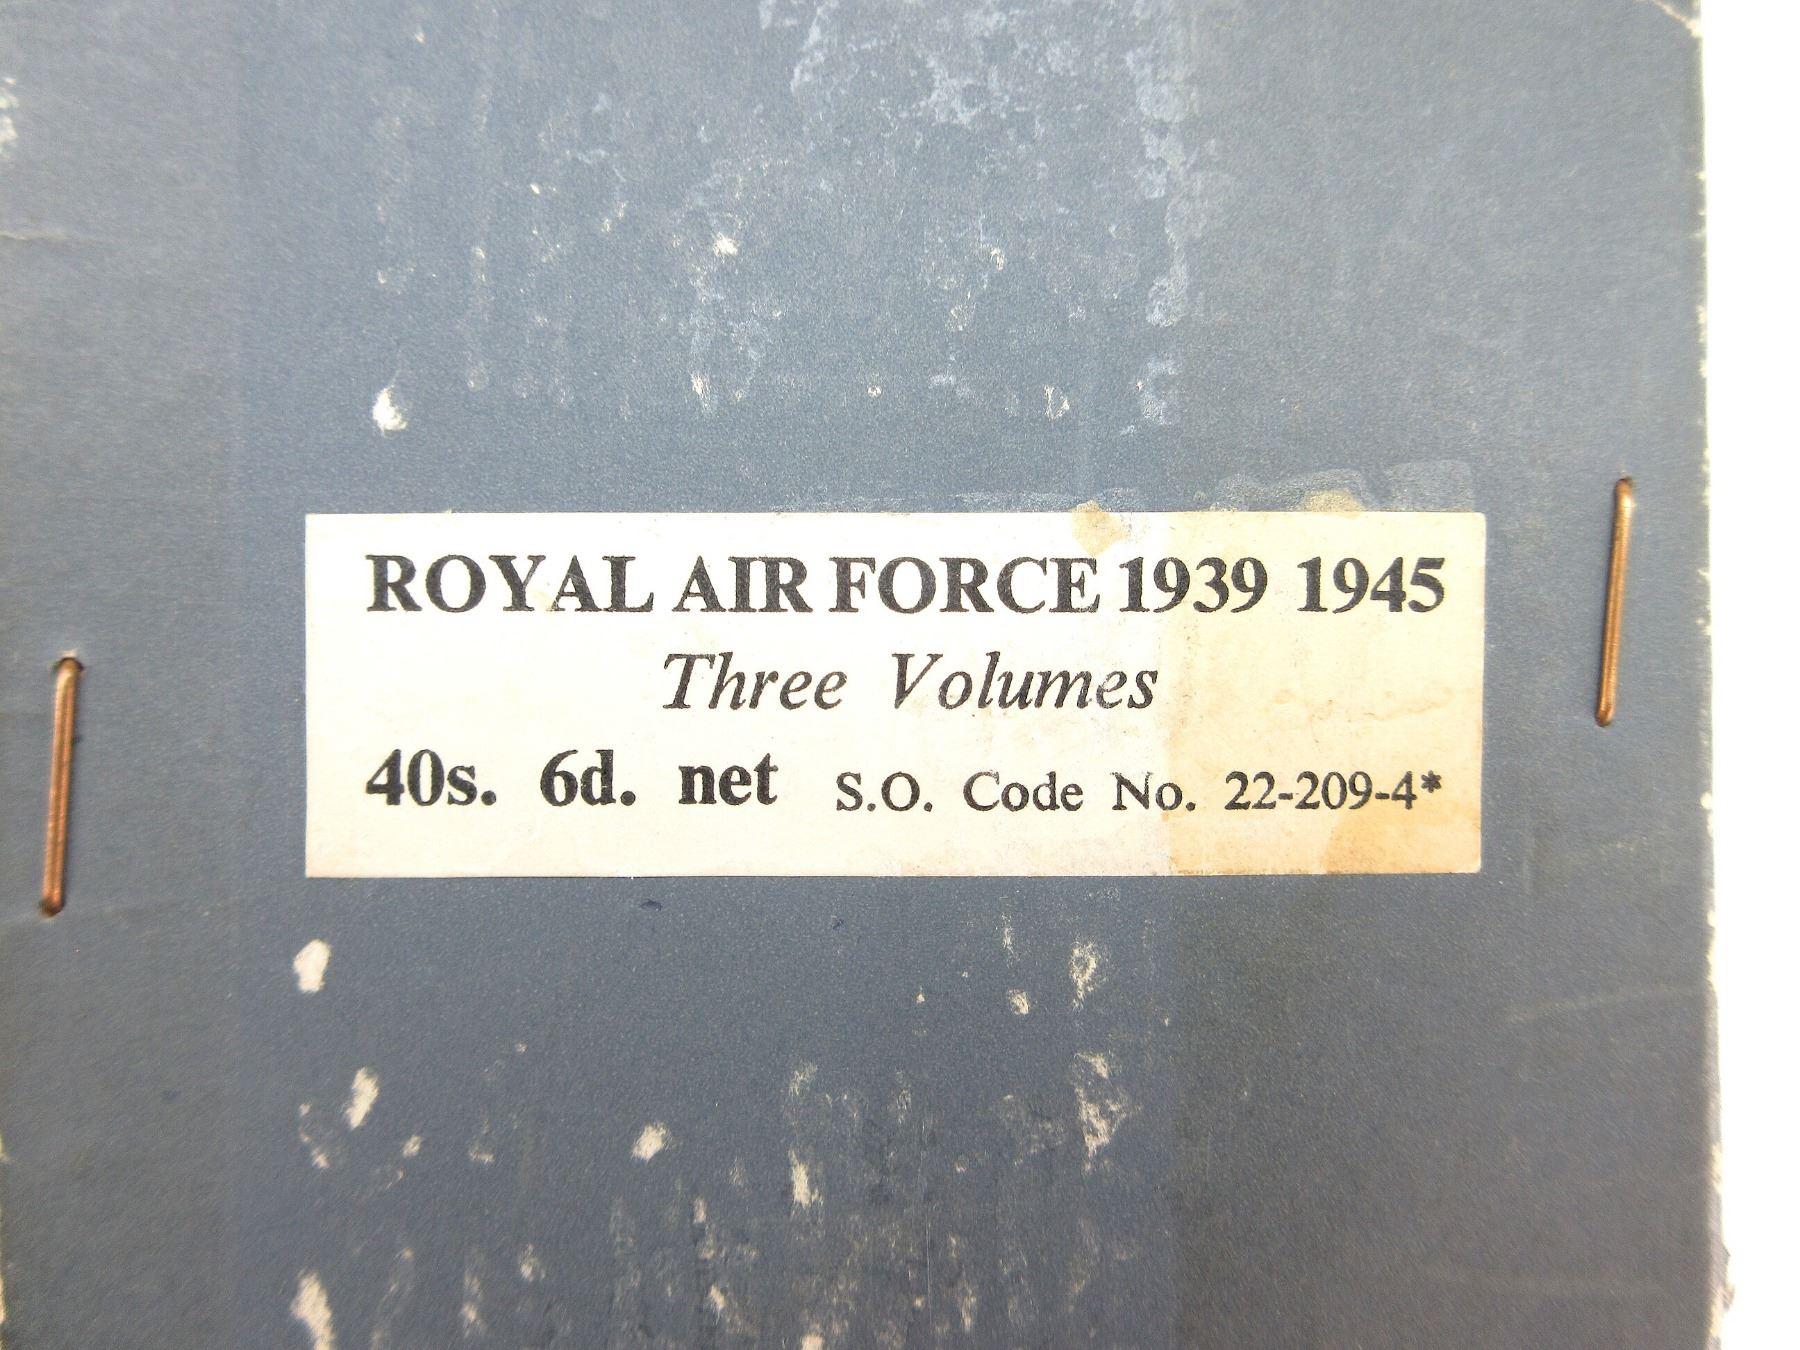 ROYAL AIR FORCE 1939 1945
Three Volumes
40s. 6d. net S.O. Code No. 22-209-4*